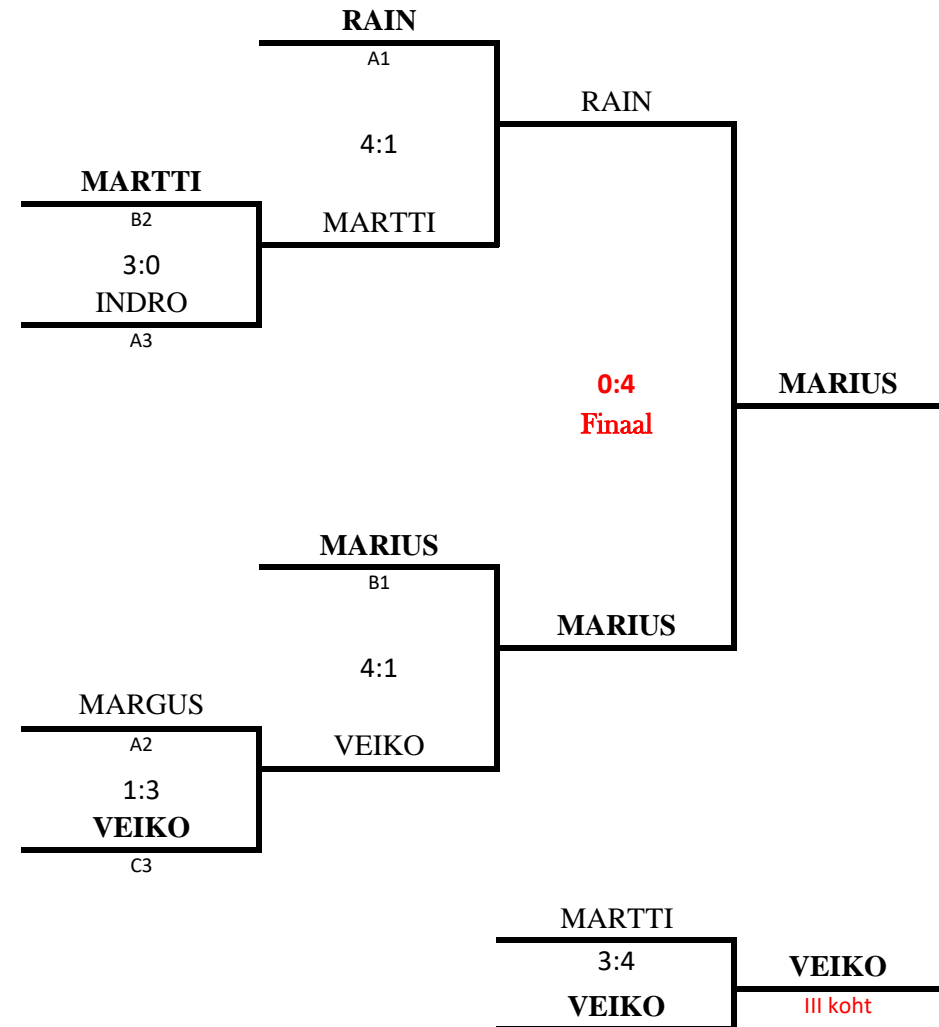 RAIN
A1
RAIN
4:1
MARTTI
B2
MARTTI
3:0
INDRO
A3
0:4
MARIUS
Finaal
MARIUS
B1
MARIUS
4:1
MARGUS
A2
VEIKO
1:3
VEIKO
C3
MARTTI
3:4
VEIKO
VEIKO
III koht